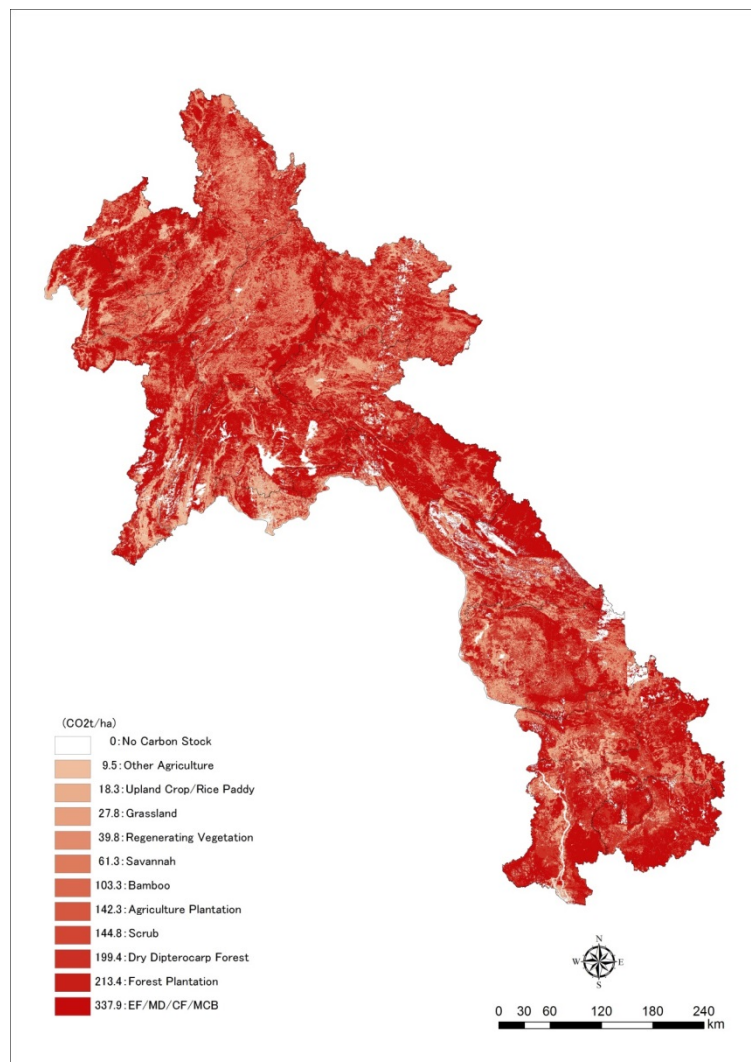 (CO2t/ha)
0:No Carbon Stock
9.5:Other Agriculture
18.3:Upland Crop/Rice Paddy
27.8:Grassland
39.8:Regenerating Vegetation
61.3:Savannah
103.3:Bamboo
142.3:Agriculture Plantation
144.8:Scrub
199.4:Dry Dipterocarp Forest
213.4:Forest Plantation
337.9:EF/MD/CF/MCB
N
W E
S
0 30 60 120 180 240
km